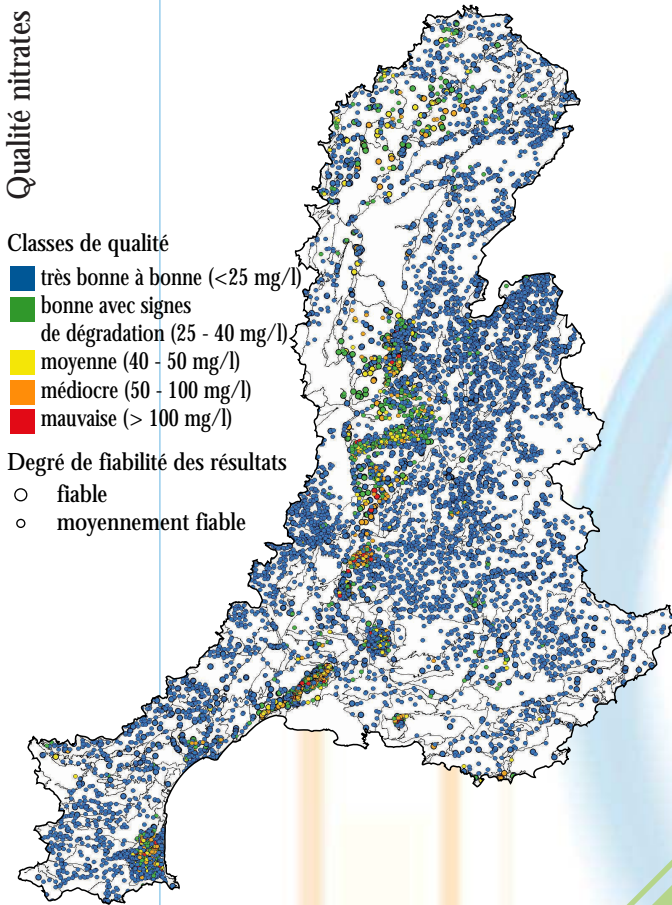 Qualité nitrates
Classes de qualité
très bonne à bonne (<25 mg/l)
bonne avec signes
de dégradation (25 - 40 mg/l)
moyenne (40 - 50 mg/l)
médiocre (50 - 100 mg/l)
mauvaise (> 100 mg/l)
Degré de fiabilité des résultats
fiable
moyennement fiable